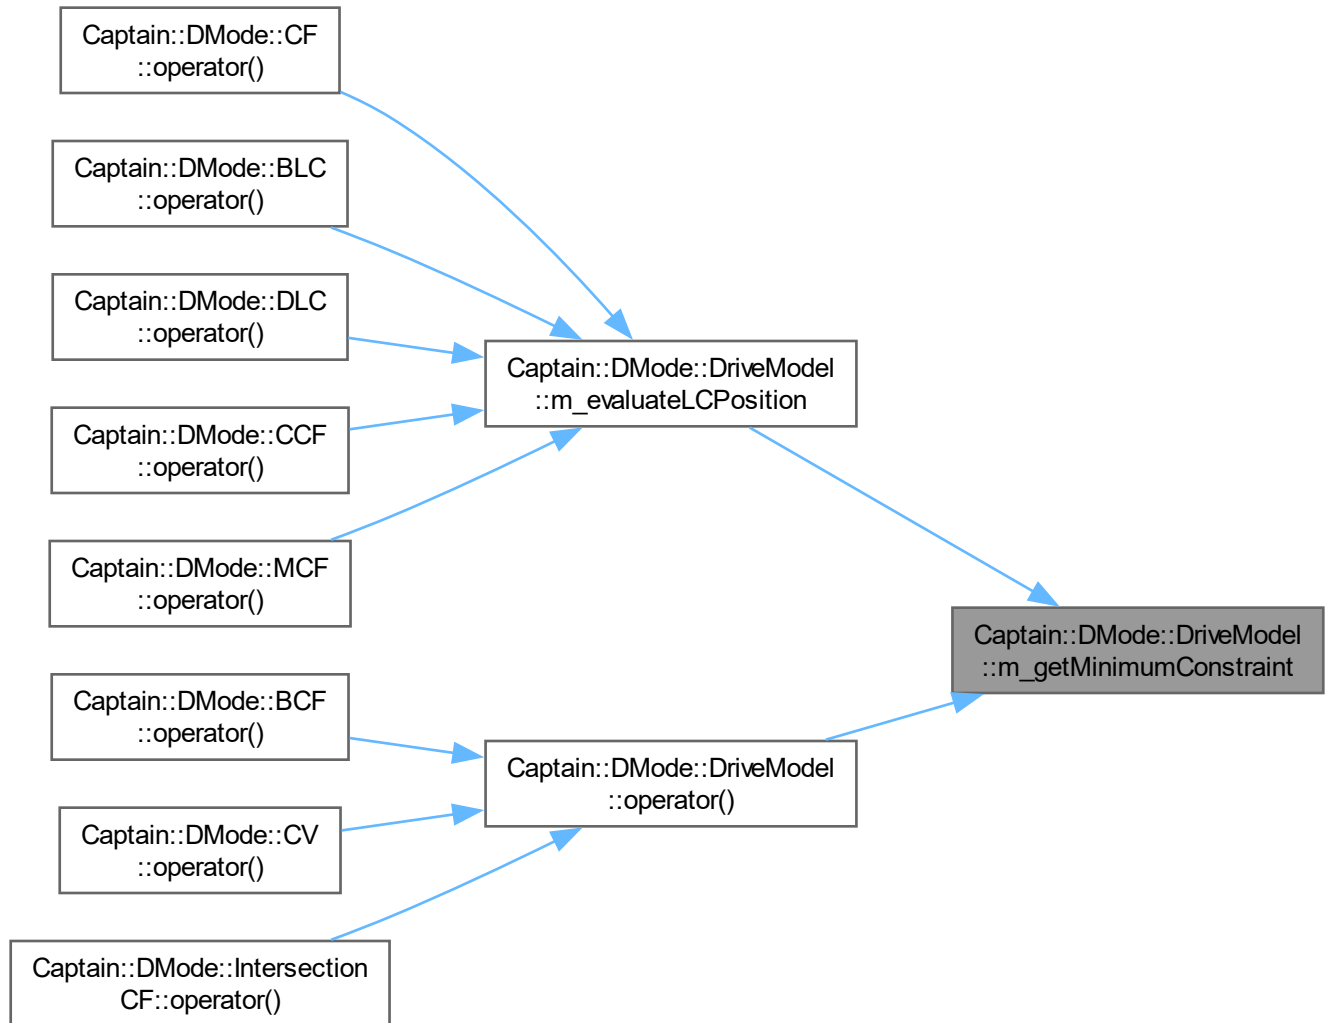 Captain::DMode::CF
::operator()
Captain::DMode::BLC
::operator()
Captain::DMode::DLC
::operator()
Captain::DMode::CCF
::operator()
Captain::DMode::MCF
::operator()
Captain::DMode::BCF
::operator()
Captain::DMode::CV
::operator()
Captain::DMode::Intersection
CF::operator()
Captain::DMode::DriveModel
::m_evaluateLCPosition
Captain::DMode::DriveModel
::operator()
Captain::DMode::DriveModel
::m_getMinimumConstraint